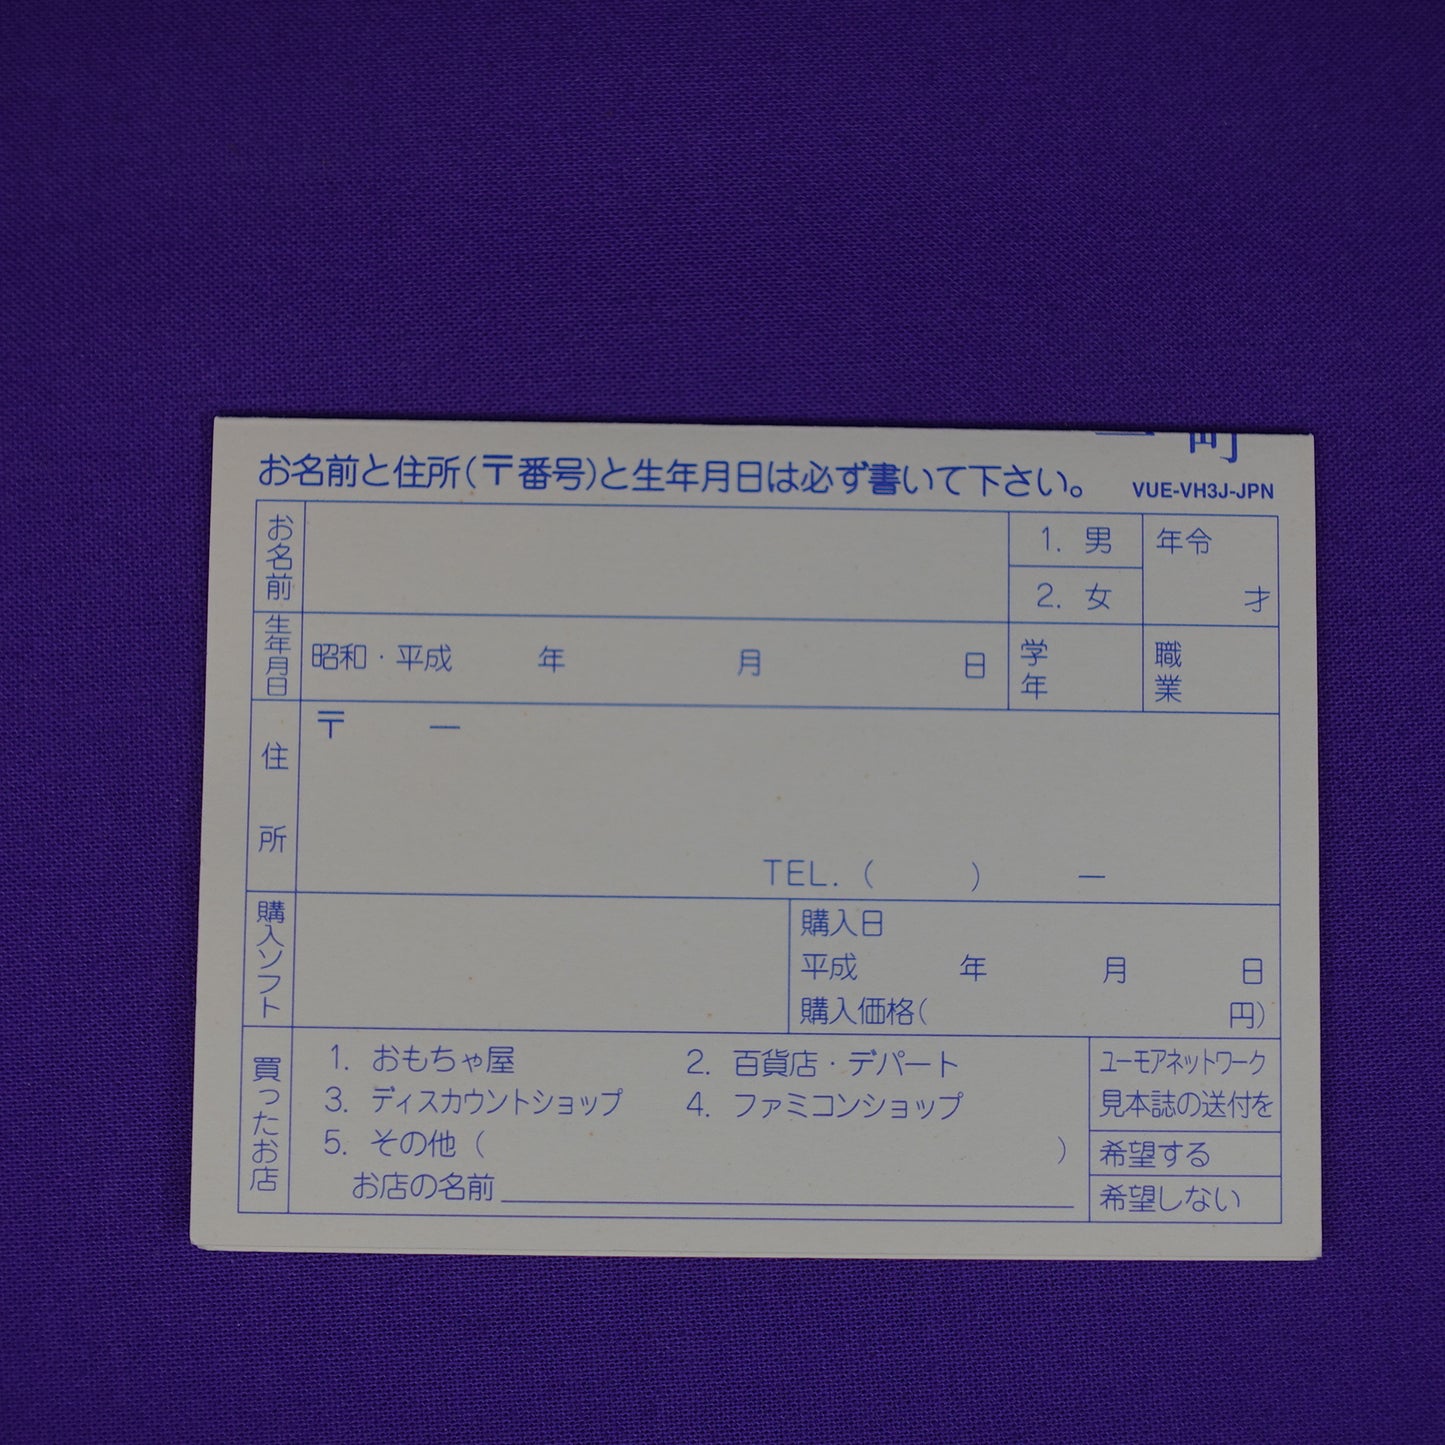 お名前と住所(〒番号)と生年月日は必ず書いて下さい。 VUE-VH3J-JPN
お名前
1. 男
2. 女
年令
才
生年月日
昭和・平成 年 月 日
学年
職業
住所
〒 ー
TEL. ( ) ー
購入ソフト
購入日
平成 年 月 日
購入価格( 円)
買ったお店
1. おもちゃ屋 2. 百貨店・デパート
3. ディスカウントショップ 4. ファミコンショップ
5. その他 ( )
お店の名前
ユーモアネットワーク
見本誌の送付を
希望する
希望しない